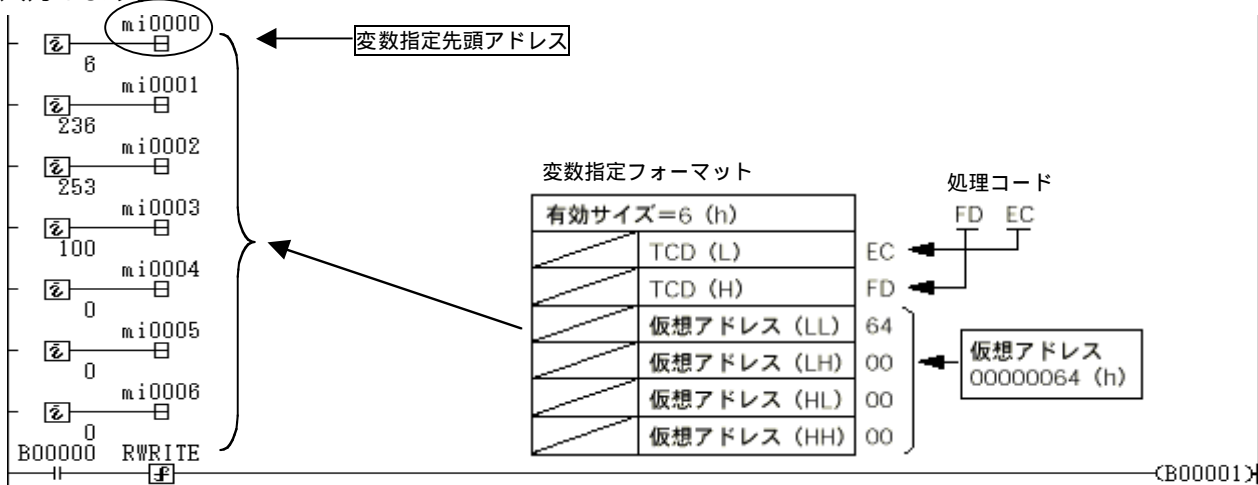 mi0000
変数指定先頭アドレス
6
mi0001
236
mi0002
253
mi0003
100
mi0004
0
mi0005
0
mi0006
0
B00000 RWRITE
(B00001)
変数指定フォーマット
処理コード
FD EC
有効サイズ=6 (h)
TCD (L) EC
TCD (H) FD
仮想アドレス (LL) 64
仮想アドレス (LH) 00
仮想アドレス (HL) 00
仮想アドレス (HH) 00
仮想アドレス
00000064 (h)